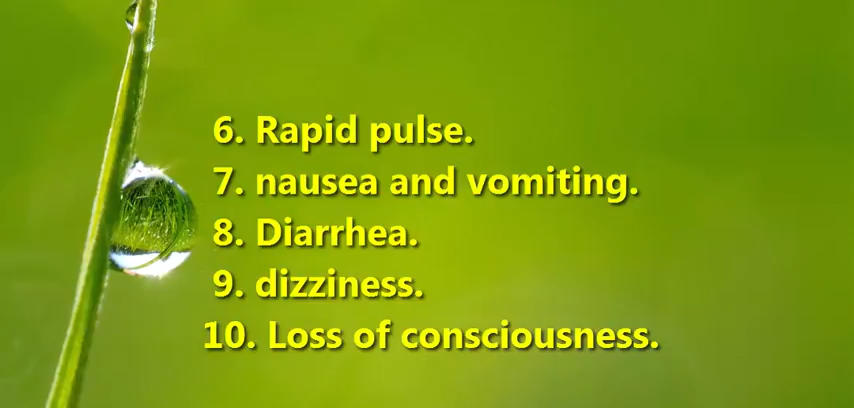 6. Rapid pulse.
7. nausea and vomiting.
8. Diarrhea.
9. dizziness.
10. Loss of consciousness.